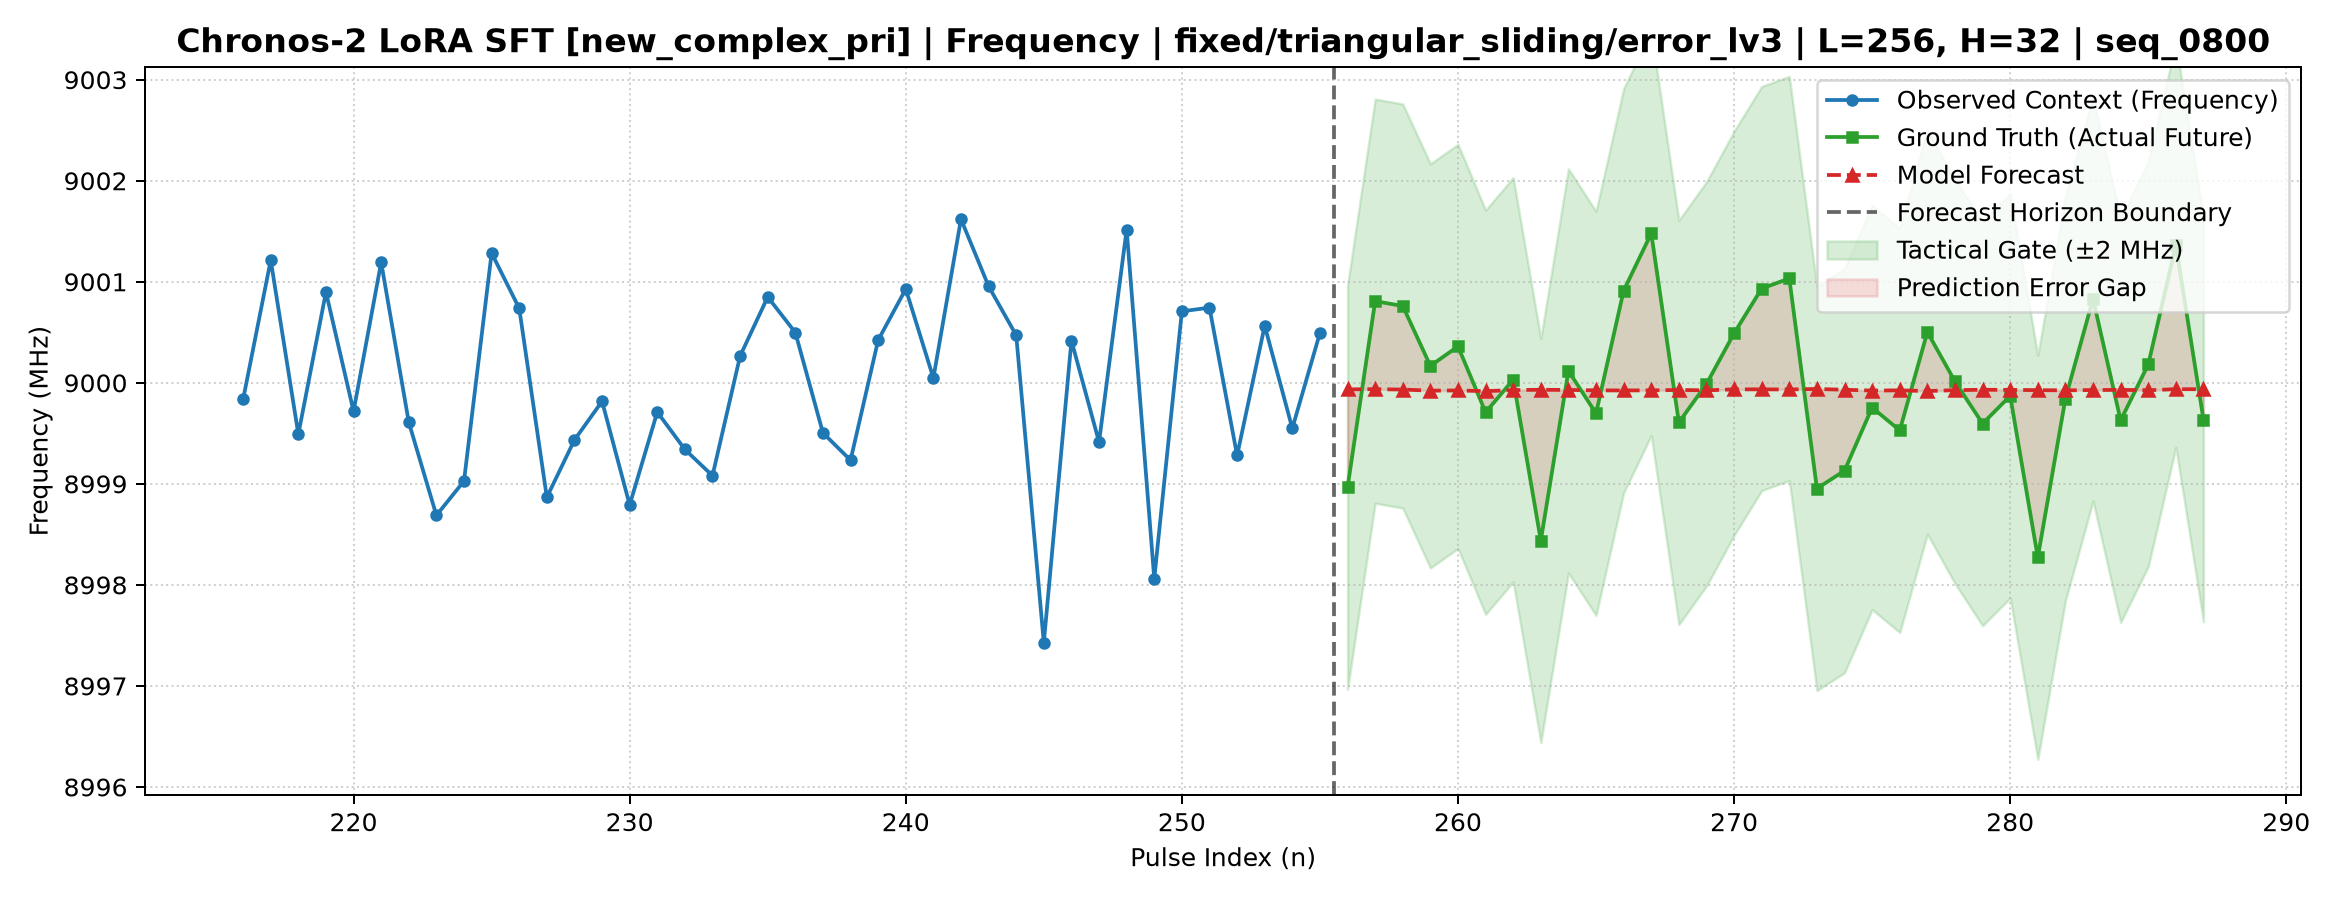 Chronos-2 LoRA SFT [new_complex_pri] | Frequency | fixed/triangular_sliding/error_lv3 | L=256, H=32 | seq_0800
9003
9002
9001
9000
8999
8998
8997
8996
Frequency (MHz)
Observed Context (Frequency)
Ground Truth (Actual Future)
Model Forecast
Forecast Horizon Boundary
Tactical Gate (±2 MHz)
Prediction Error Gap
220 230 240 250 260 270 280 290
Pulse Index (n)